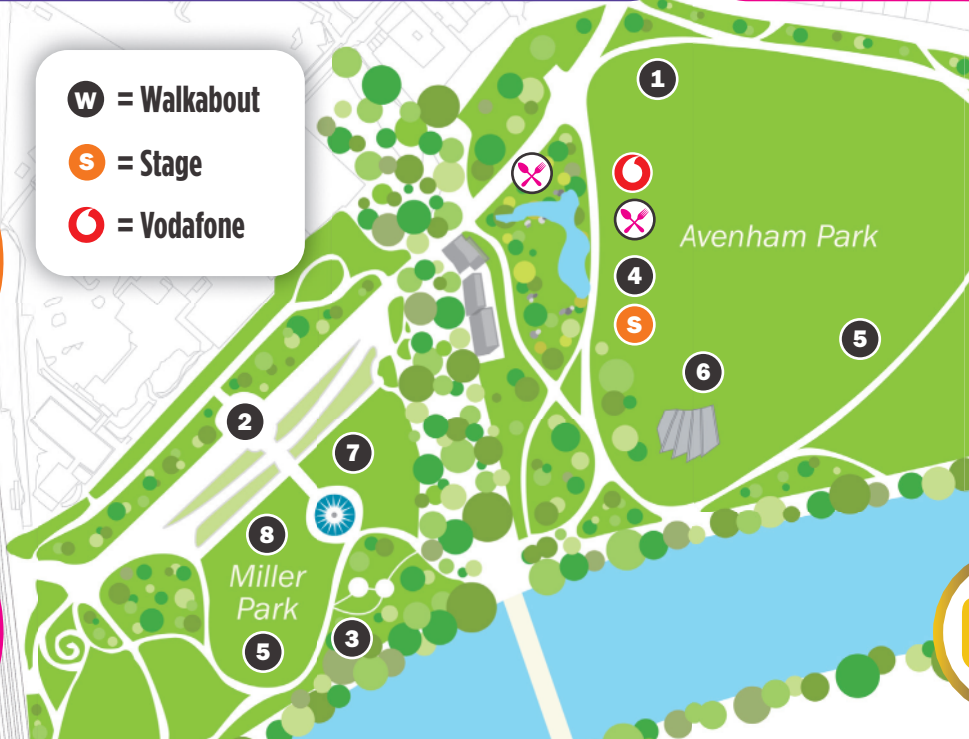 W = Walkabout
S = Stage
= Vodafone
1
Avenham Park
4
S
5
6
2
7
8
Miller
Park
3
5